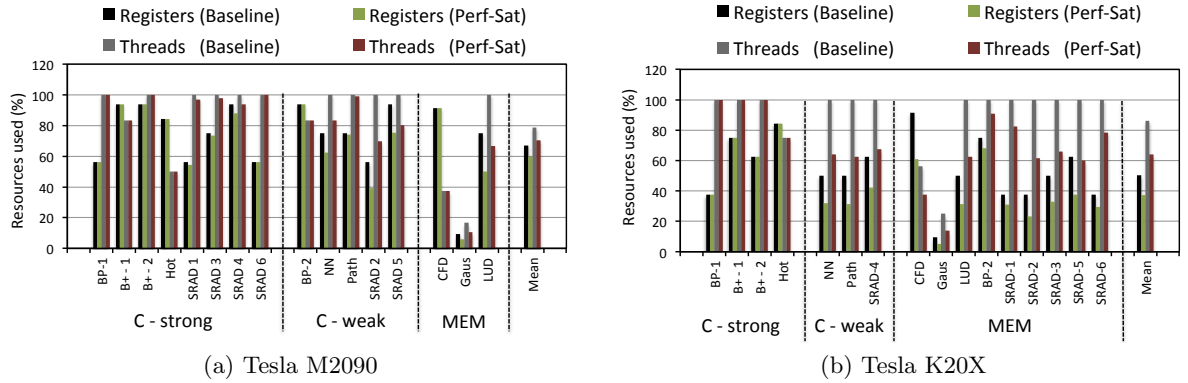 Registers (Baseline) Registers (Perf-Sat)
Threads (Baseline) Threads (Perf-Sat)
Resources used (%)
120
100
80
60
40
20
0
BP-1 B+ - 1 B+ - 2 Hot SRAD 1 SRAD 3 SRAD 4 SRAD 6 BP-2 NN Path SRAD 2 SRAD 5 CFD Gaus LUD Mean
C - strong C - weak MEM
(a) Tesla M2090
Registers (Baseline) Registers (Perf-Sat)
Threads (Baseline) Threads (Perf-Sat)
Resources used (%)
120
100
80
60
40
20
0
BP-1 B+ - 1 B+ - 2 Hot NN Path SRAD-4 CFD Gaus LUD BP-2 SRAD-1 SRAD-2 SRAD-3 SRAD-5 SRAD-6 Mean
C - strong C - weak MEM
(b) Tesla K20X